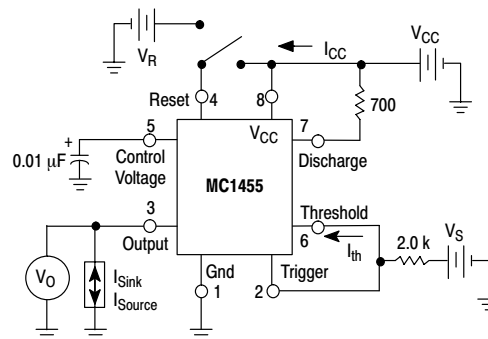 V_R
I_CC
V_CC
Reset
4
8
700
5
V_CC
7
+
0.01 μF
Control
Voltage
Discharge
MC1455
3
Threshold
Output
6
I_th
V_S
2.0 k
V_O
I_Sink
I_Source
Gnd
Trigger
1
2